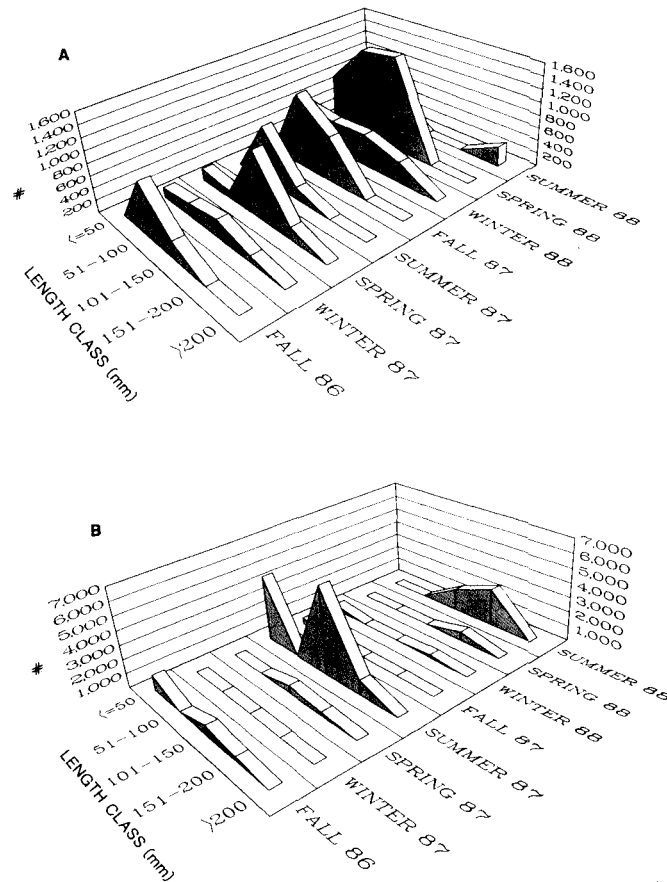 A
1,600
1,400
1,200
1,000
800
600
400
200
#
<=50
51-100
101-150
151-200
>200
LENGTH CLASS (mm)
1,600
1,400
1,200
1,000
800
600
400
200
SUMMER 88
SPRING 88
WINTER 88
FALL 87
SUMMER 87
SPRING 87
WINTER 87
FALL 86
B
7,000
6,000
5,000
4,000
3,000
2,000
1,000
#
<=50
51-100
101-150
151-200
>200
LENGTH CLASS (mm)
7,000
6,000
5,000
4,000
3,000
2,000
1,000
SUMMER 88
SPRING 88
WINTER 88
FALL 87
SUMMER 87
SPRING 87
WINTER 87
FALL 86